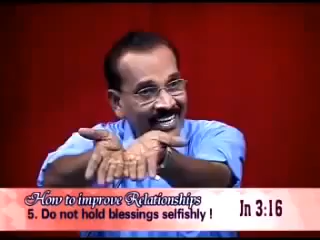 How to improve Relationships
5. Do not hold blessings selfishly !
Jn 3:16